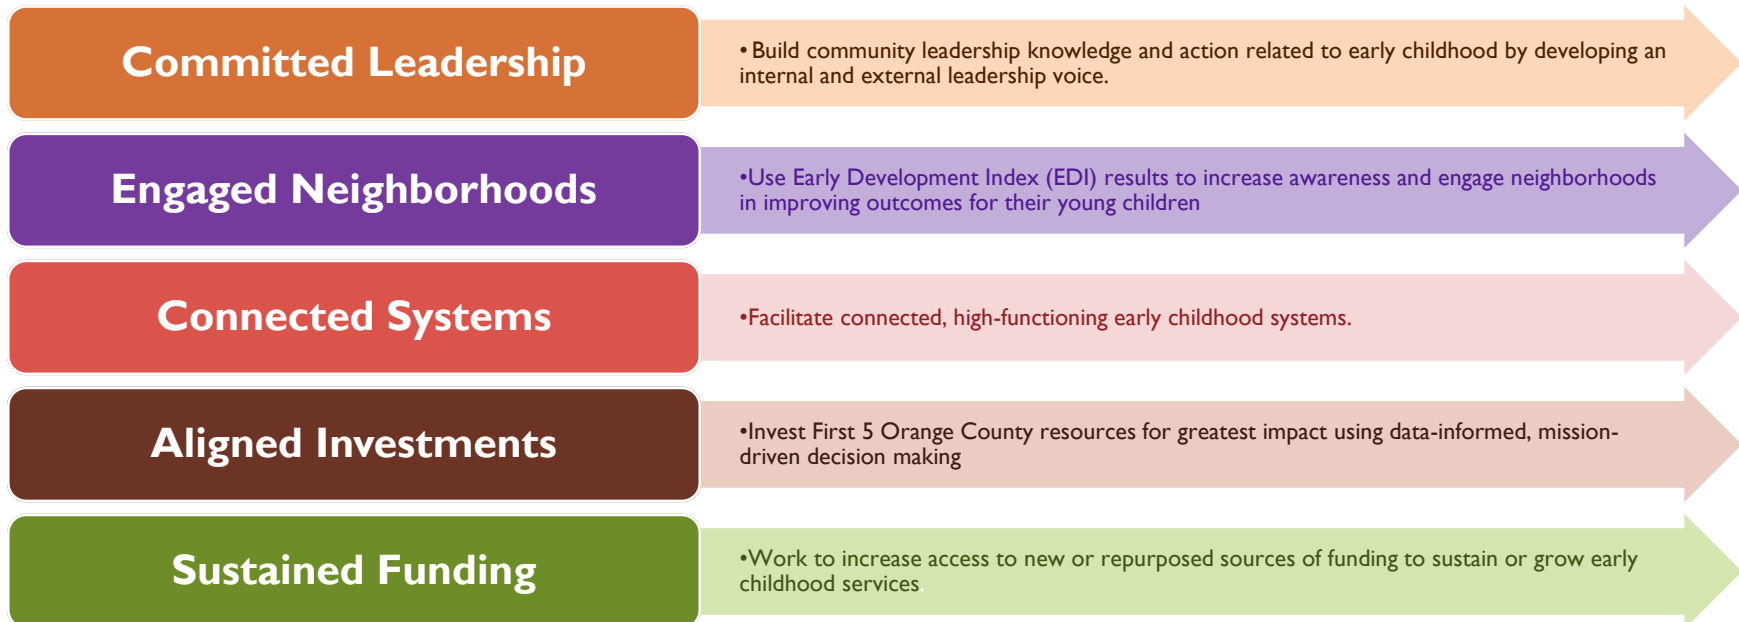 Committed Leadership
• Build community leadership knowledge and action related to early childhood by developing an
internal and external leadership voice.
Engaged Neighborhoods
•Use Early Development Index (EDI) results to increase awareness and engage neighborhoods
in improving outcomes for their young children
Connected Systems
•Facilitate connected, high-functioning early childhood systems.
Aligned Investments
•Invest First 5 Orange County resources for greatest impact using data-informed, mission-
driven decision making
Sustained Funding
•Work to increase access to new or repurposed sources of funding to sustain or grow early
childhood services.